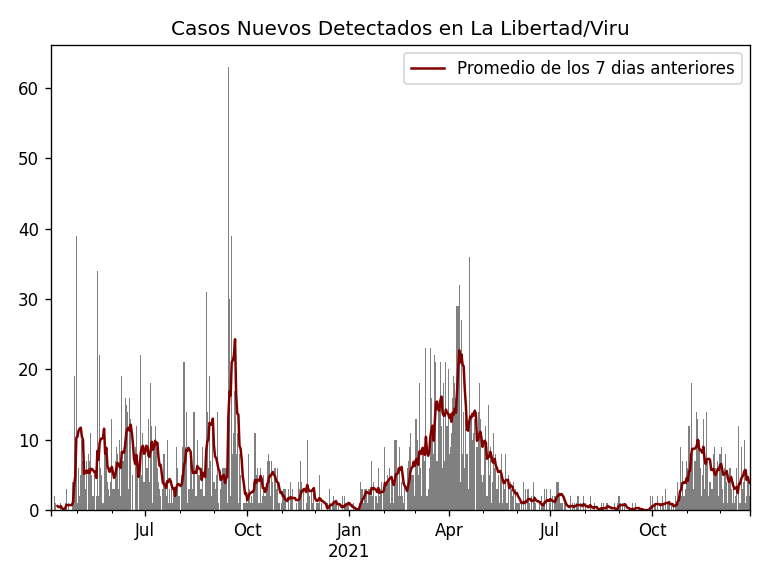 Casos Nuevos Detectados en La Libertad/Viru
Promedio de los 7 dias anteriores
60
50
40
30
20
10
0
Jul
Oct
Jan
2021
Apr
Jul
Oct